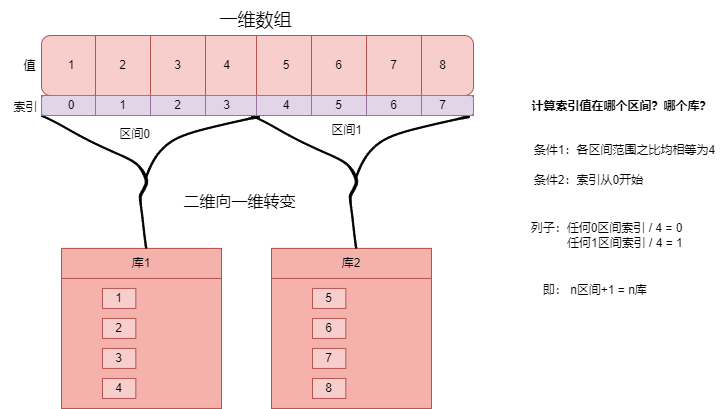 一维数组
值 1 2 3 4 5 6 7 8
索引 0 1 2 3 4 5 6 7
区间0 区间1
二维向一维转变
库1
1
2
3
4
库2
5
6
7
8
计算索引值在哪个区间？哪个库？
条件1：各区间范围之比均相等为4
条件2：索引从0开始
列子：任何0区间索引 / 4 = 0
任何1区间索引 / 4 = 1
即： n区间+1 = n库